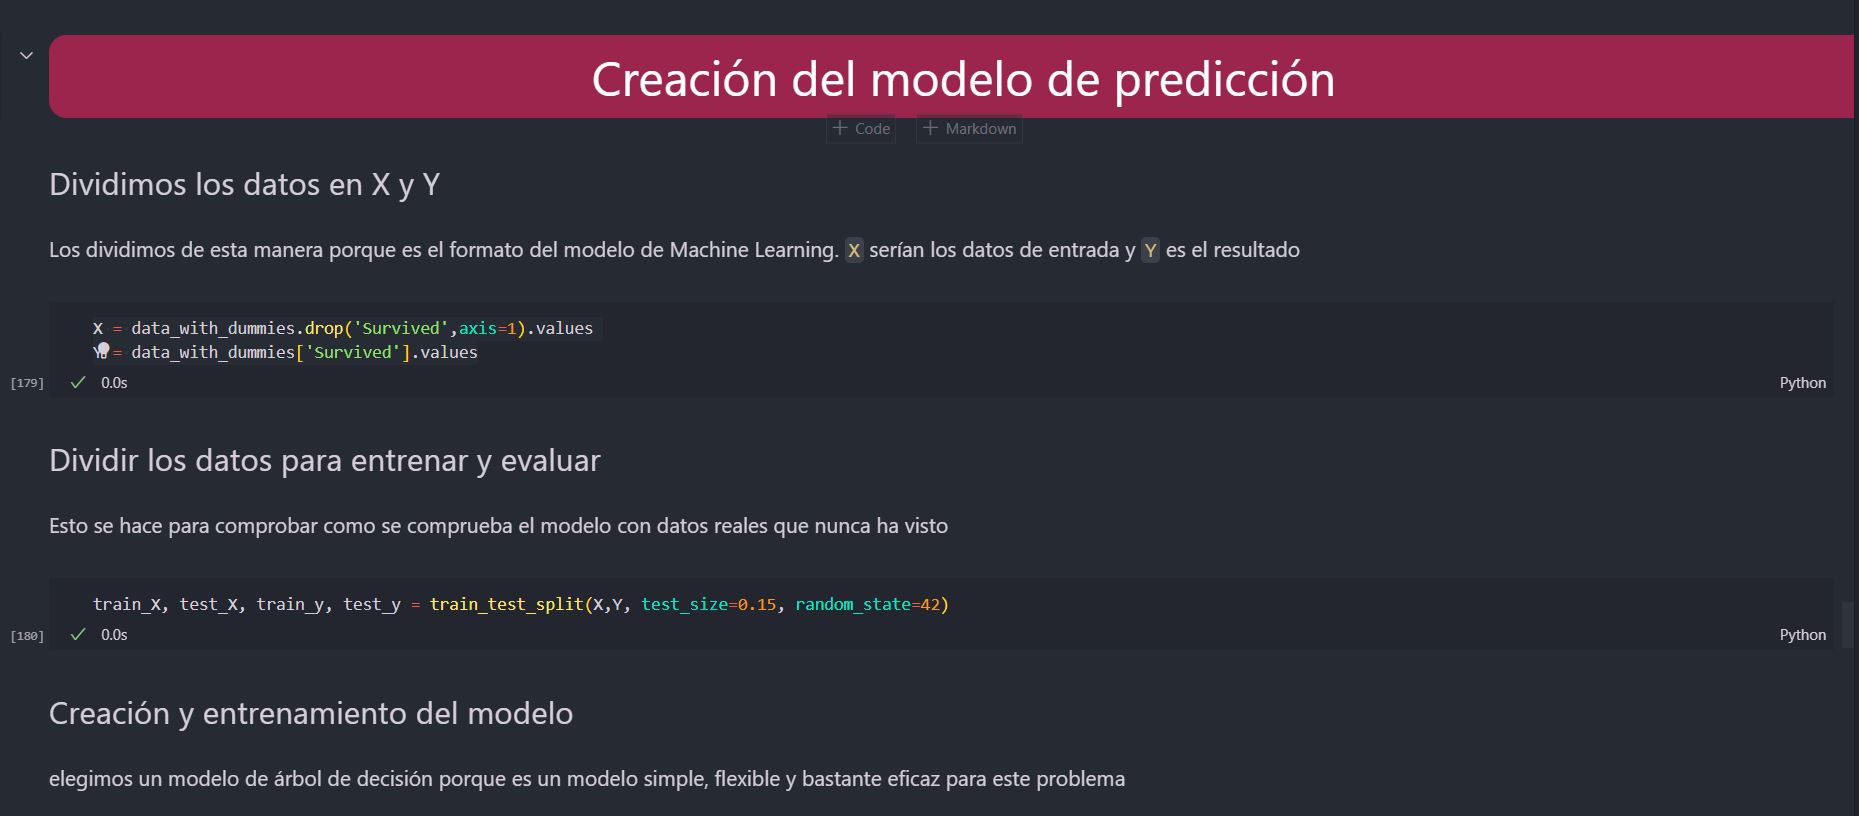 Creación del modelo de predicción
+ Code + Markdown
Dividimos los datos en X y Y
Los dividimos de esta manera porque es el formato del modelo de Machine Learning. X serían los datos de entrada y Y es el resultado
X = data_with_dummies.drop('Survived',axis=1).values
Y = data_with_dummies['Survived'].values
[179] 0.0s Python
Dividir los datos para entrenar y evaluar
Esto se hace para comprobar como se comprueba el modelo con datos reales que nunca ha visto
train_X, test_X, train_y, test_y = train_test_split(X,Y, test_size=0.15, random_state=42)
[180] 0.0s Python
Creación y entrenamiento del modelo
elegimos un modelo de árbol de decisión porque es un modelo simple, flexible y bastante eficaz para este problema